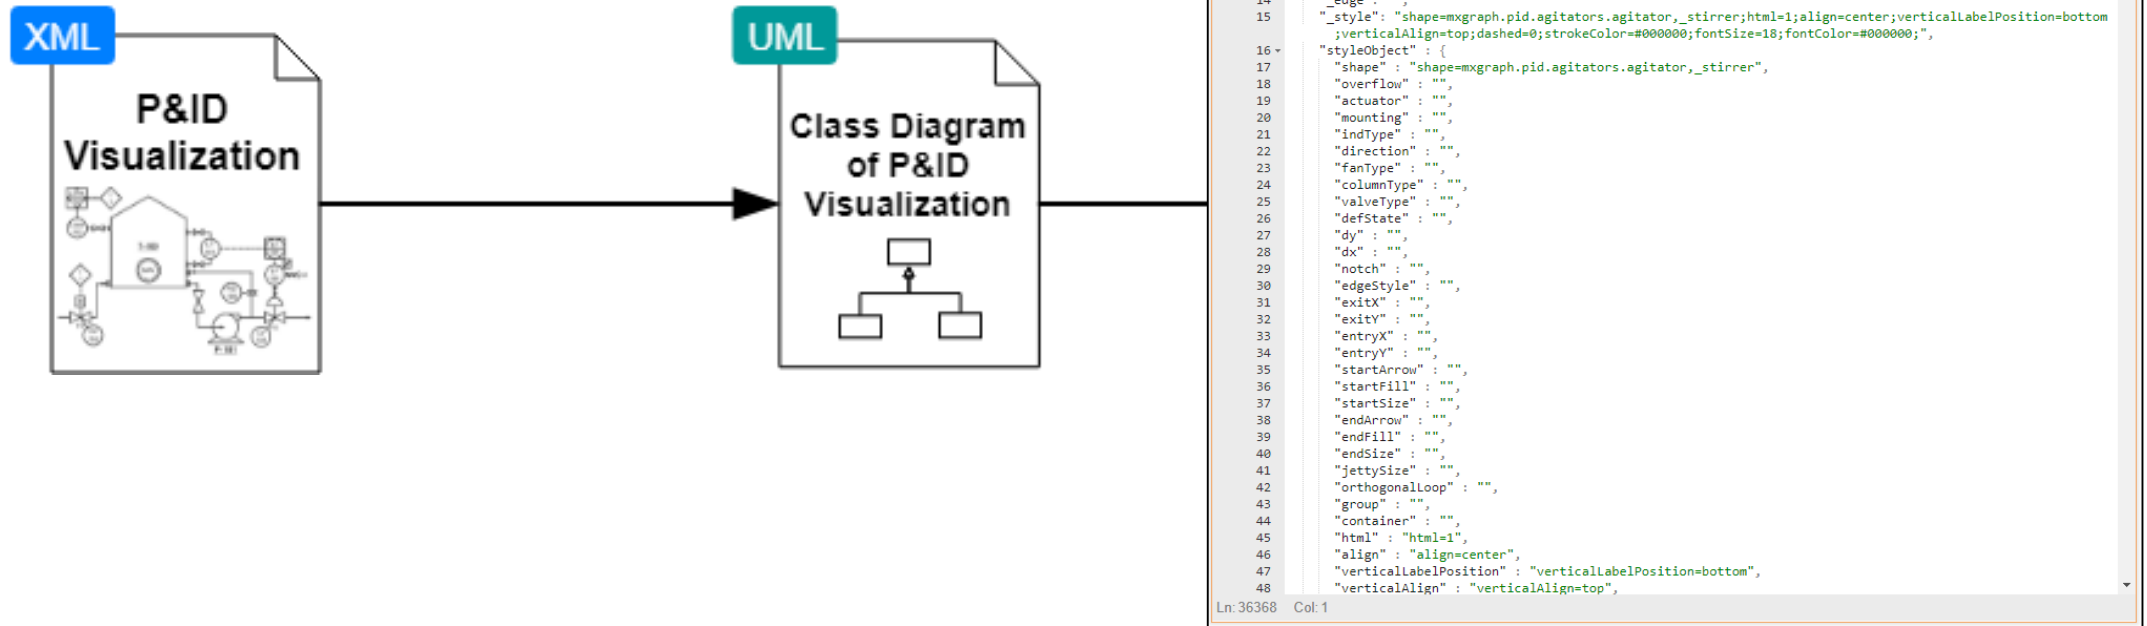 XML
P&ID
Visualization
UML
Class Diagram
of P&ID
Visualization
15 "_style": "shape=mxgraph.pid.agitators.agitator,_stirrer;html=1;align=center;verticalLabelPosition=bottom
;verticalAlign=top;dashed=0;strokeColor=#000000;fontSize=18;fontColor=#000000;",
16 "styleObject" : {
17 "shape" : "shape=mxgraph.pid.agitators.agitator,_stirrer",
18 "overflow" : "",
19 "actuator" : "",
20 "mounting" : "",
21 "indType" : "",
22 "direction" : "",
23 "fanType" : "",
24 "columnType" : "",
25 "valveType" : "",
26 "defState" : "",
27 "dy" : "",
28 "dx" : "",
29 "notch" : "",
30 "edgeStyle" : "",
31 "exitX" : "",
32 "exitY" : "",
33 "entryX" : "",
34 "entryY" : "",
35 "startArrow" : "",
36 "startFill" : "",
37 "startSize" : "",
38 "endArrow" : "",
39 "endFill" : "",
40 "endSize" : "",
41 "jettySize" : "",
42 "orthogonalLoop" : "",
43 "group" : "",
44 "container" : "",
45 "html" : "html=1",
46 "align" : "align=center",
47 "verticalLabelPosition" : "verticalLabelPosition=bottom",
48 "verticalAlign" : "verticalAlign=top",
Ln: 36368 Col: 1